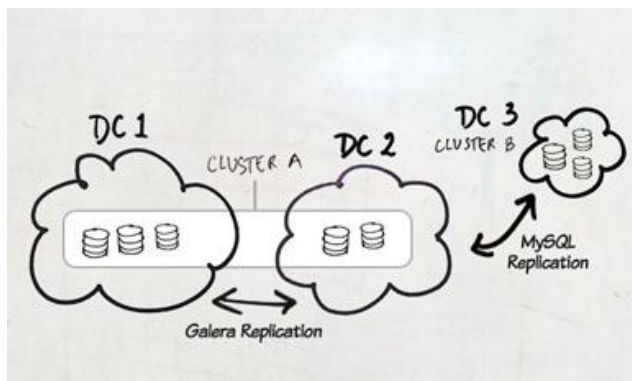 DC 1
CLUSTER A
DC 2
DC 3
CLUSTER B
MySQL
Replication
Galera Replication